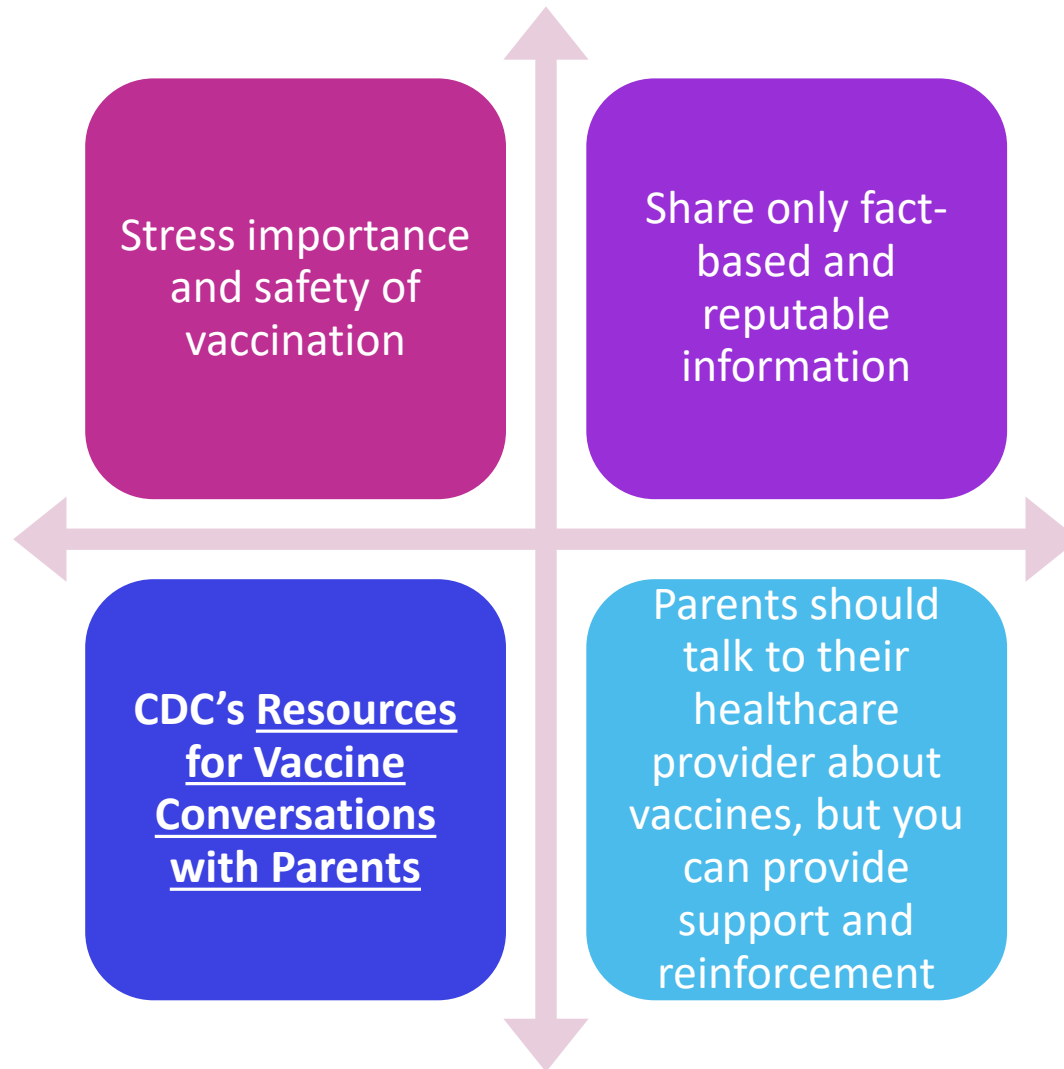 Stress importance
and safety of
vaccination
Share only fact-
based and
reputable
information
CDC’s Resources
for Vaccine
Conversations
with Parents
Parents should
talk to their
healthcare
provider about
vaccines, but you
can provide
support and
reinforcement